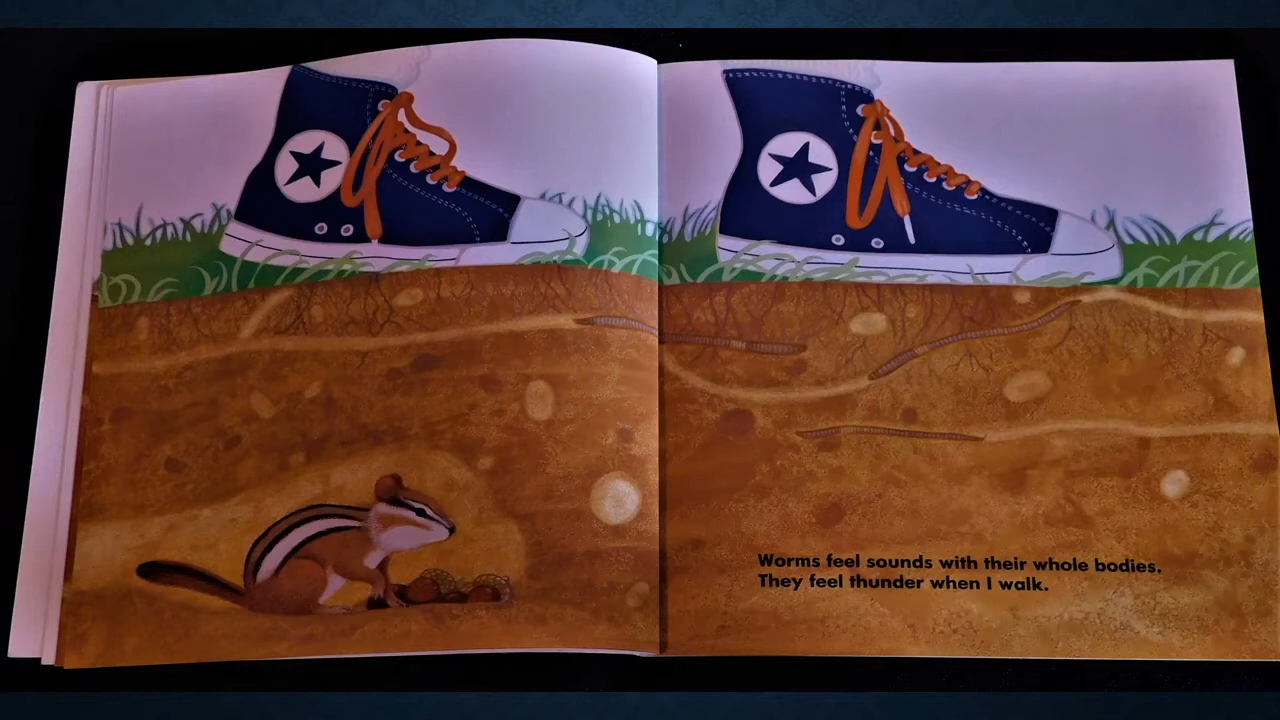 Worms feel sounds with their whole bodies.
They feel thunder when I walk.